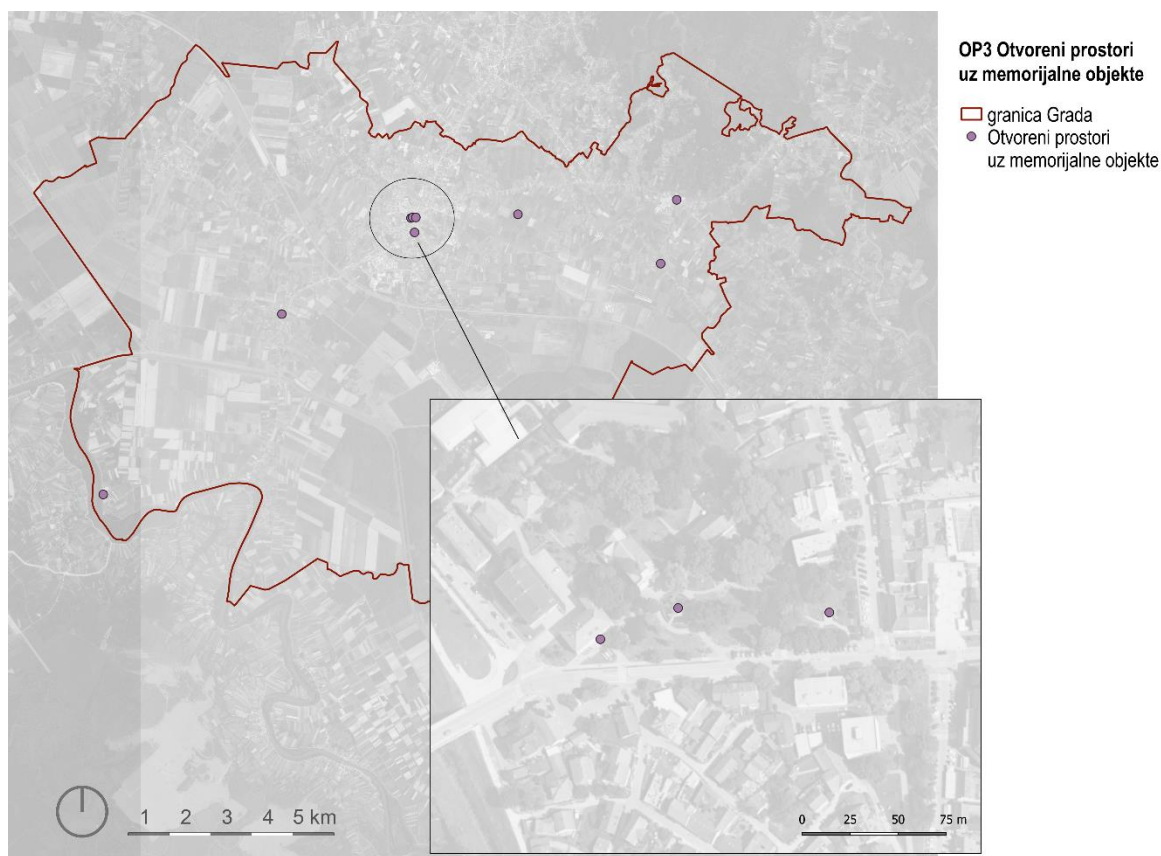 OP3 Otvoreni prostori
uz memorijalne objekte
granica Grada
Otvoreni prostori
uz memorijalne objekte
1 2 3 4 5 km
0 25 50 75 m